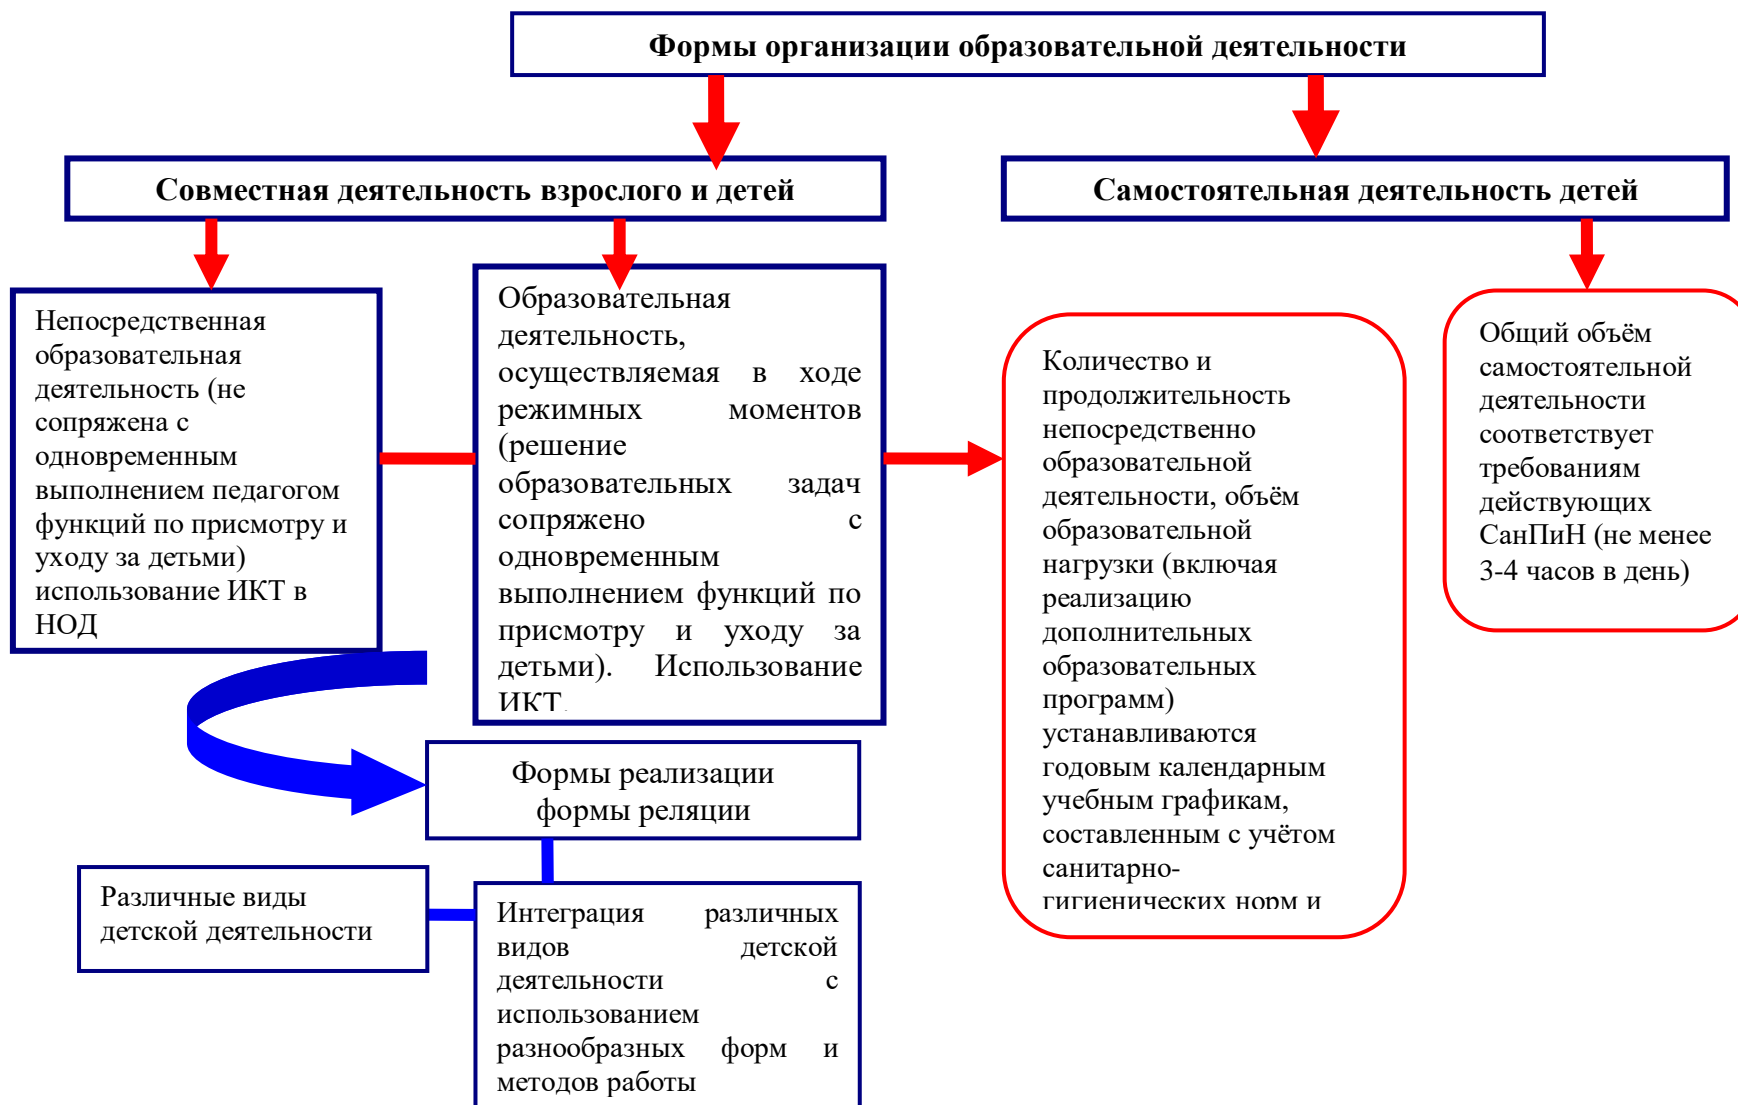 Формы организации образовательной деятельности
Совместная деятельность взрослого и детей
Самостоятельная деятельность детей
Непосредственная
образовательная
деятельность (не
сопряжена с
одновременным
выполнением педагогом
функций по присмотру и
уходу за детьми)
использование ИКТ в
НОД
Образовательная
деятельность,
осуществляемая в ходе
режимных моментов
(решение
образовательных задач
сопряжено с
одновременным
выполнением функций по
присмотру и уходу за
детьми). Использование
ИКТ.
Количество и
продолжительность
непосредственно
образовательной
деятельности, объём
образовательной
нагрузки (включая
реализацию
дополнительных
образовательных
программ)
устанавливаются
годовым календарным
учебным графикам,
составленным с учётом
санитарно-
гигиенических норм и
Общий объём
самостоятельной
деятельности
соответствует
требованиям
действующих
СанПиН (не менее
3-4 часов в день)
Формы реализации
формы реляции
Различные виды
детской деятельности
Интеграция различных
видов детской
деятельности с
использованием
разнообразных форм и
методов работы